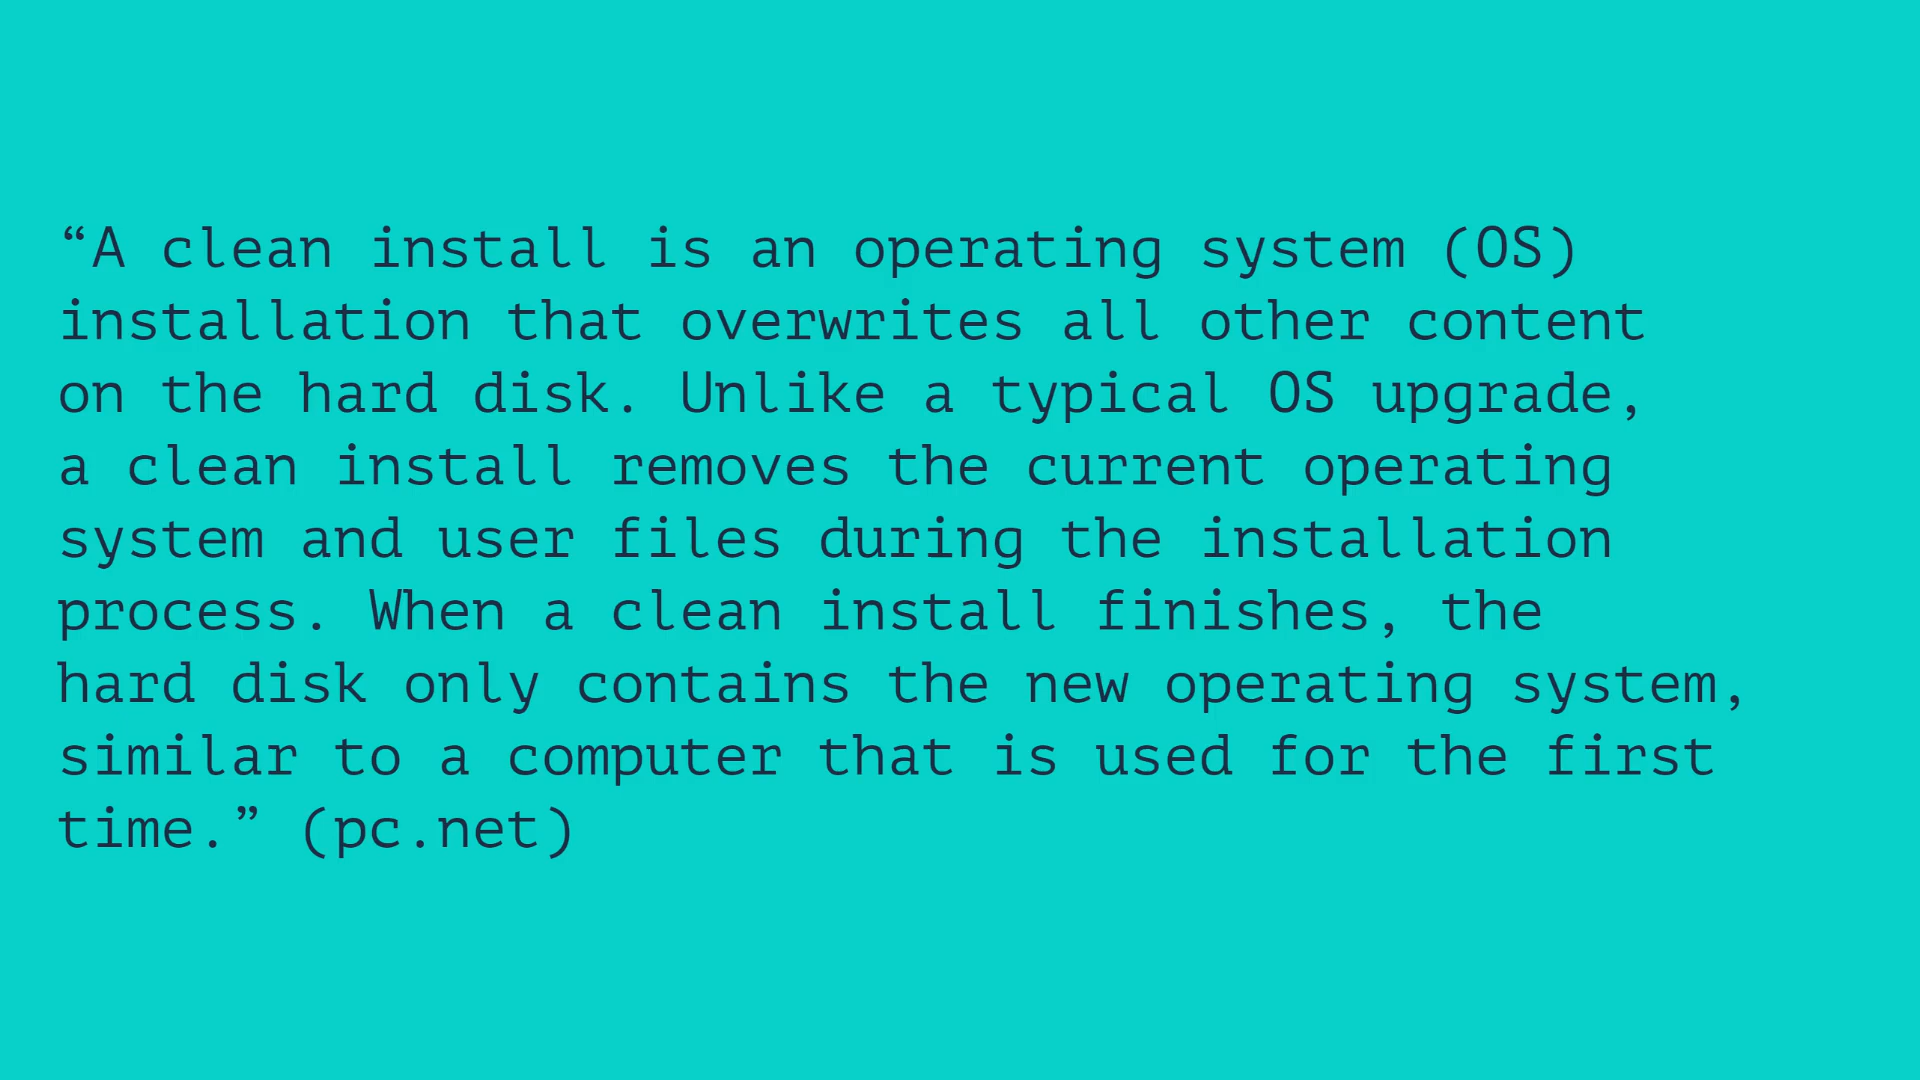 “A clean install is an operating system (OS)
installation that overwrites all other content
on the hard disk. Unlike a typical OS upgrade,
a clean install removes the current operating
system and user files during the installation
process. When a clean install finishes, the
hard disk only contains the new operating system,
similar to a computer that is used for the first
time.” (pc.net)